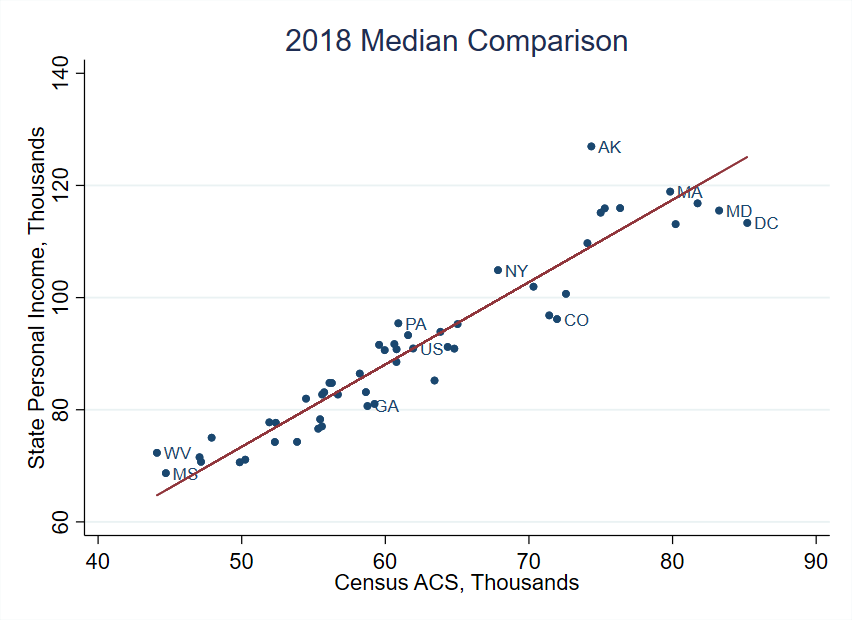 2018 Median Comparison
State Personal Income, Thousands
140
120
100
80
60
AK
MA
MD
DC
NY
PA
CO
US
GA
WV
MS
40 50 60 70 80 90
Census ACS, Thousands